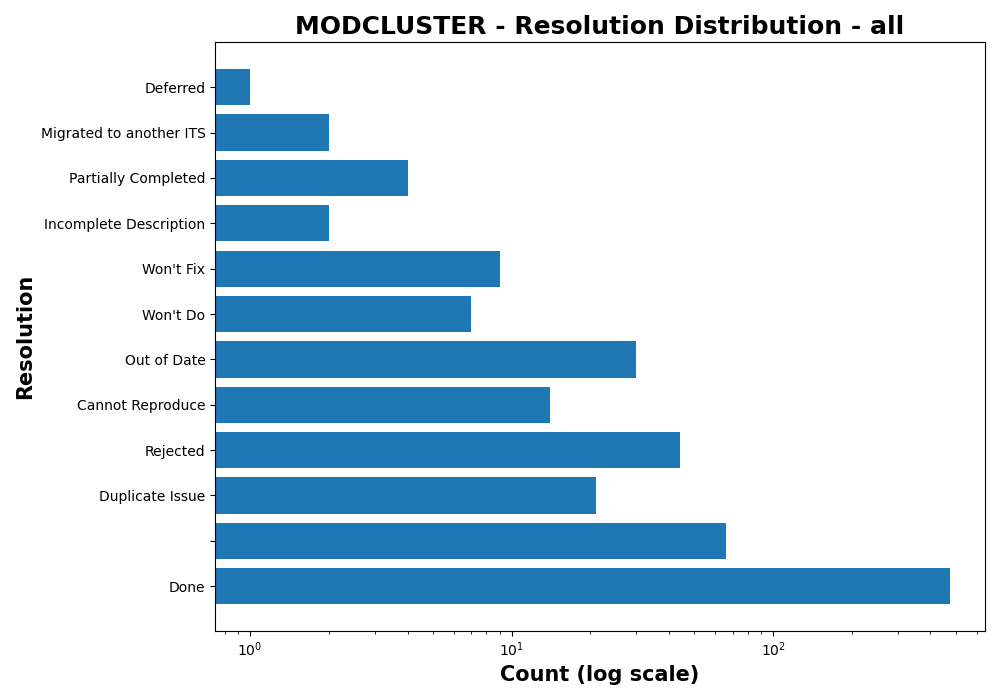 MODCLUSTER - Resolution Distribution - all
Deferred
Migrated to another ITS
Partially Completed
Incomplete Description
Won't Fix
Won't Do
Out of Date
Cannot Reproduce
Rejected
Duplicate Issue
Done
Resolution
10⁰ 10¹ 10²
Count (log scale)